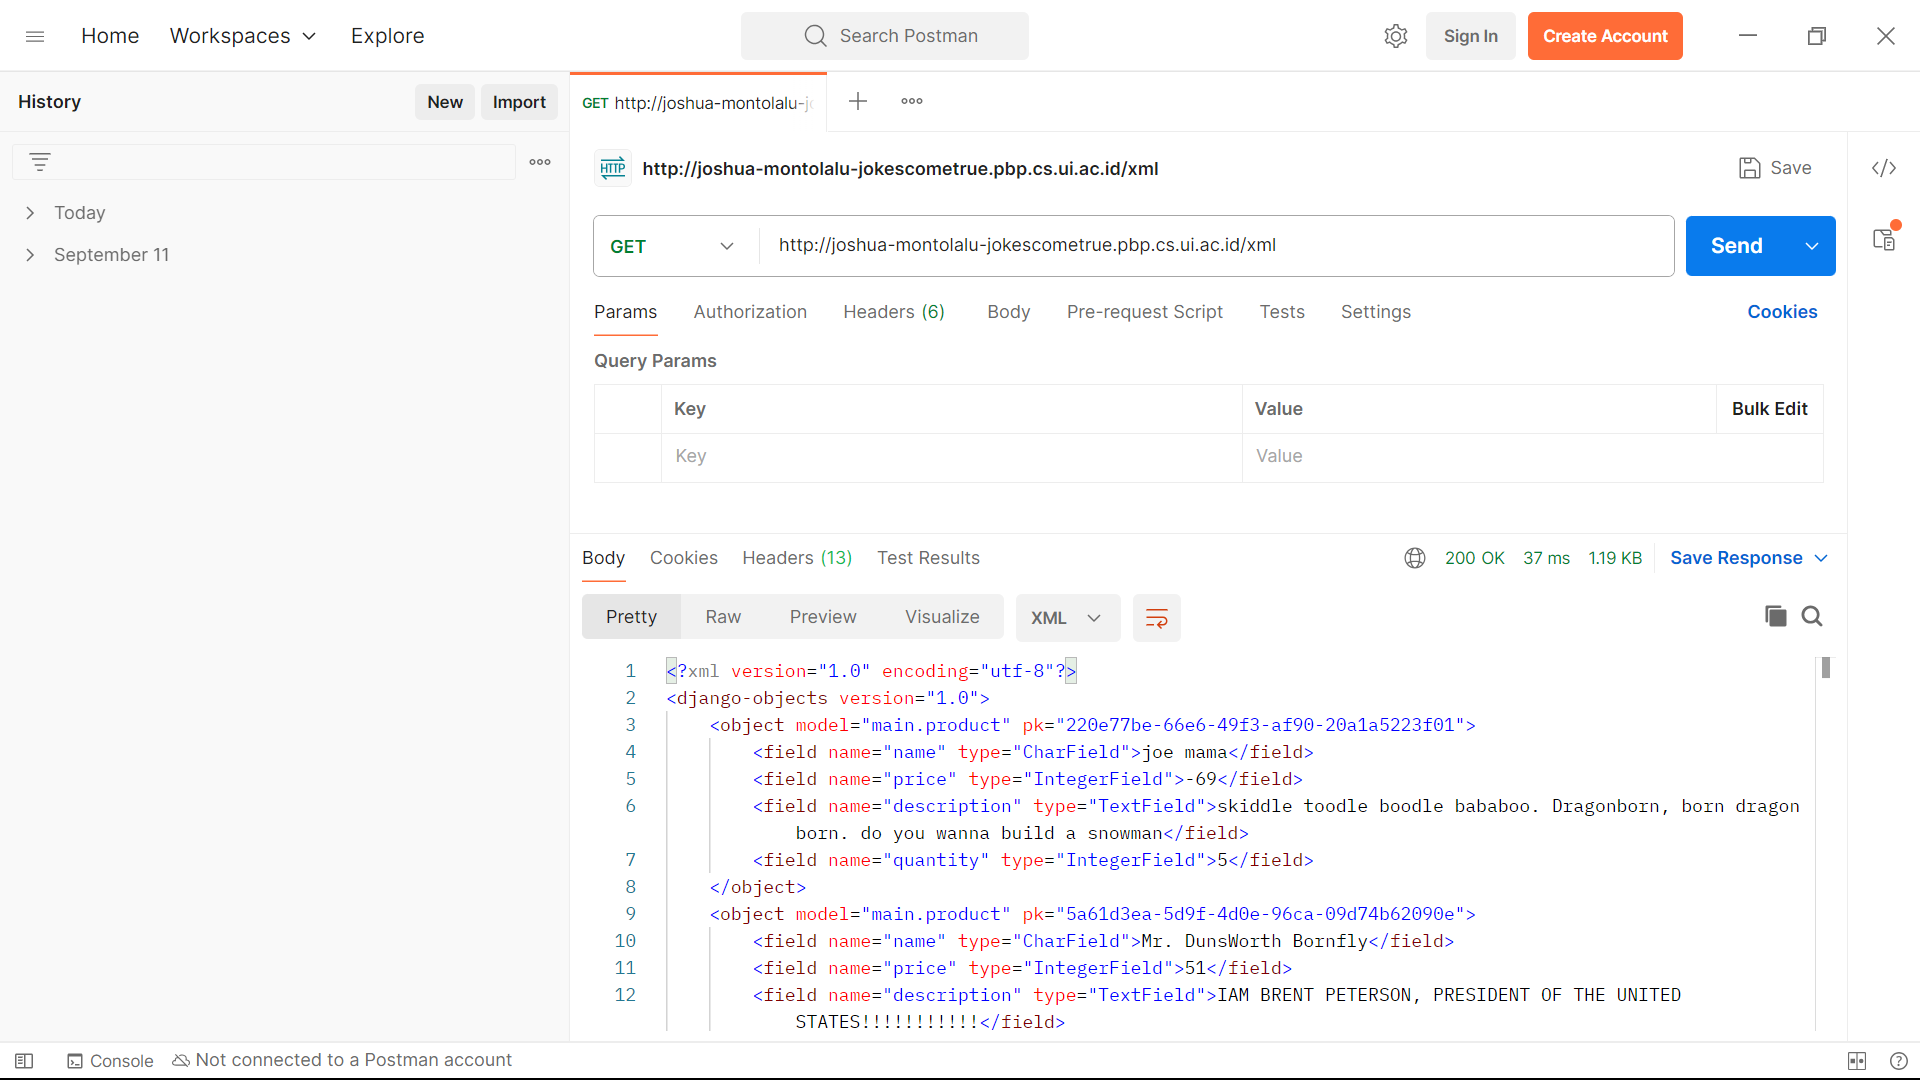 Home
Workspaces
Explore
Search Postman
Sign In
Create Account
History
New
Import
GET http://joshua-montolalu-j
HTTP
http://joshua-montolalu-jokescometrue.pbp.cs.ui.ac.id/xml
Save
GET
http://joshua-montolalu-jokescometrue.pbp.cs.ui.ac.id/xml
Send
Today
September 11
Params
Authorization
Headers (6)
Body
Pre-request Script
Tests
Settings
Cookies
Query Params
Key
Value
Bulk Edit
Key
Value
Body
Cookies
Headers (13)
Test Results
200 OK
37 ms
1.19 KB
Save Response
Pretty
Raw
Preview
Visualize
XML
1 <?xml version="1.0" encoding="utf-8"?>
2 <django-objects version="1.0">
3 <object model="main.product" pk="220e77be-66e6-49f3-af90-20a1a5223f01">
4 <field name="name" type="CharField">joe mama</field>
5 <field name="price" type="IntegerField">-69</field>
6 <field name="description" type="TextField">skiddle toodle boodle bababoo. Dragonborn, born dragon
born. do you wanna build a snowman</field>
7 <field name="quantity" type="IntegerField">5</field>
8 </object>
9 <object model="main.product" pk="5a61d3ea-5d9f-4d0e-96ca-09d74b62090e">
10 <field name="name" type="CharField">Mr. DunsWorth Bornfly</field>
11 <field name="price" type="IntegerField">51</field>
12 <field name="description" type="TextField">IAM BRENT PETERSON, PRESIDENT OF THE UNITED
STATES!!!!!!!!!!!</field>
Console
Not connected to a Postman account